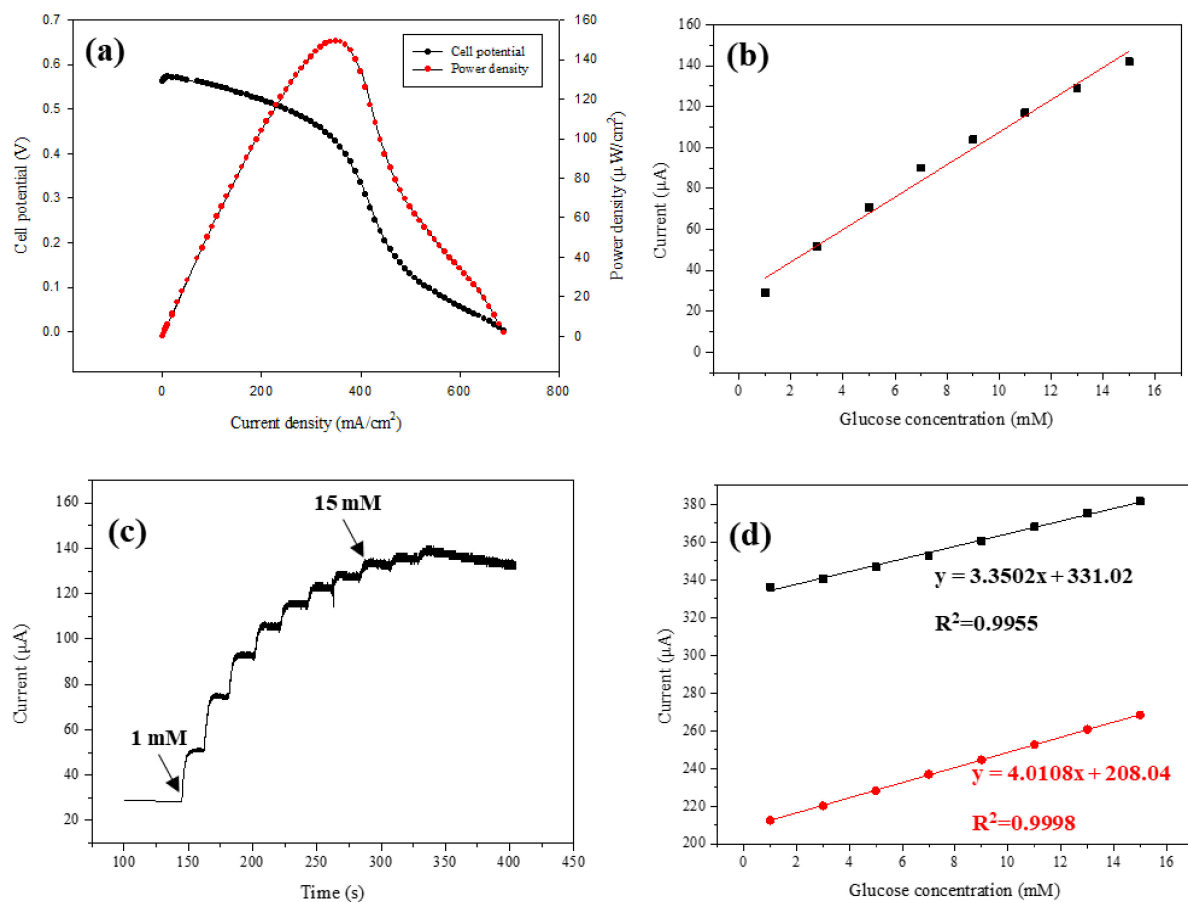 (a)
Cell potential
Power density
0.7
0.6
0.5
0.4
0.3
0.2
0.1
0.0
Cell potential (V)
160
140
120
100
80
60
40
20
0
Power density (μW/cm²)
0 200 400 600 800
Current density (mA/cm²)
(b)
160
140
120
100
80
60
40
20
0
Current (μA)
0 2 4 6 8 10 12 14 16
Glucose concentration (mM)
(c)
15 mM
1 mM
160
140
120
100
80
60
40
20
Current (μA)
100 150 200 250 300 350 400 450
Time (s)
(d)
y = 3.3502x + 331.02
R²=0.9955
y = 4.0108x + 208.04
R²=0.9998
380
360
340
320
300
280
260
240
220
200
Current (μA)
0 2 4 6 8 10 12 14 16
Glucose concentration (mM)